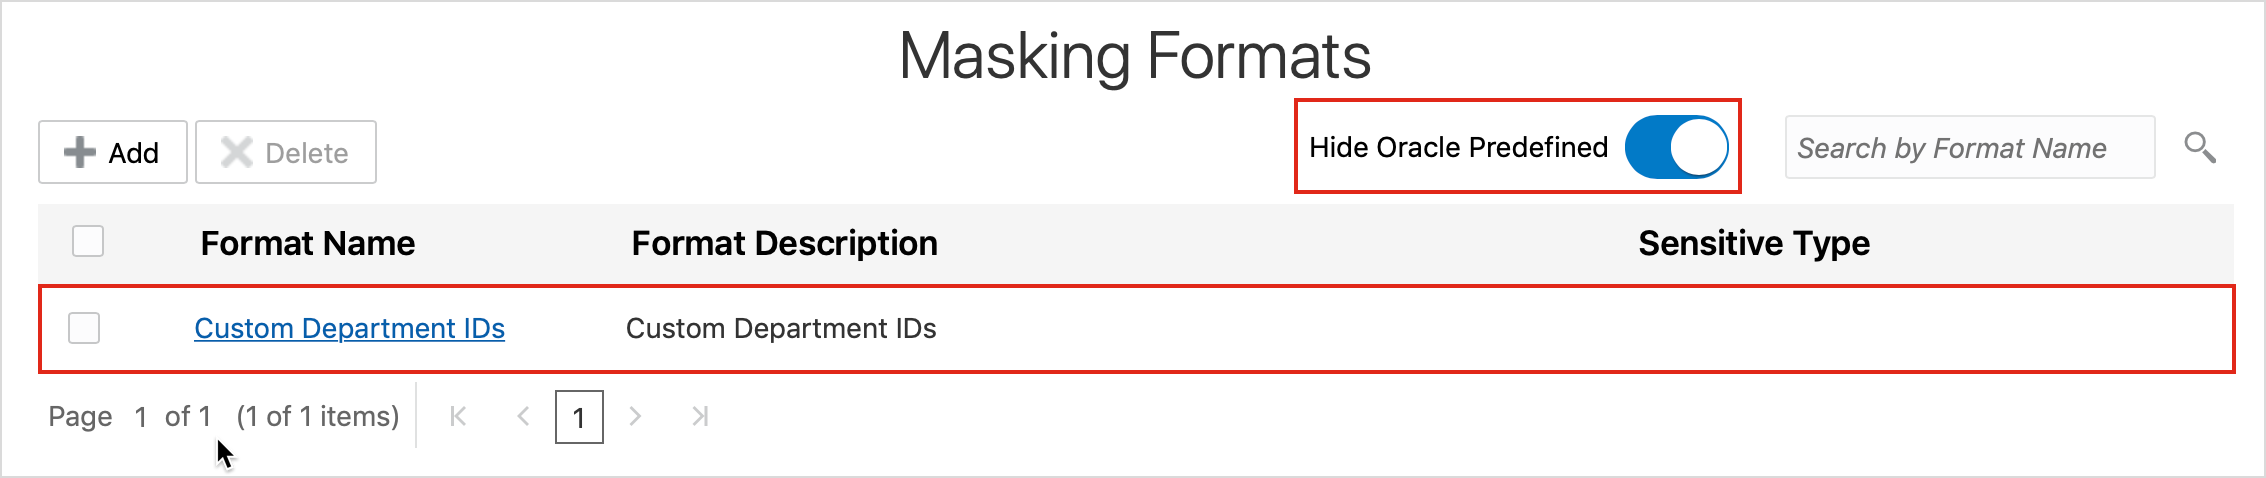 Masking Formats
Add
Delete
Hide Oracle Predefined
Search by Format Name
Format Name
Format Description
Sensitive Type
Custom Department IDs
Custom Department IDs
Page 1 of 1 (1 of 1 items)
1